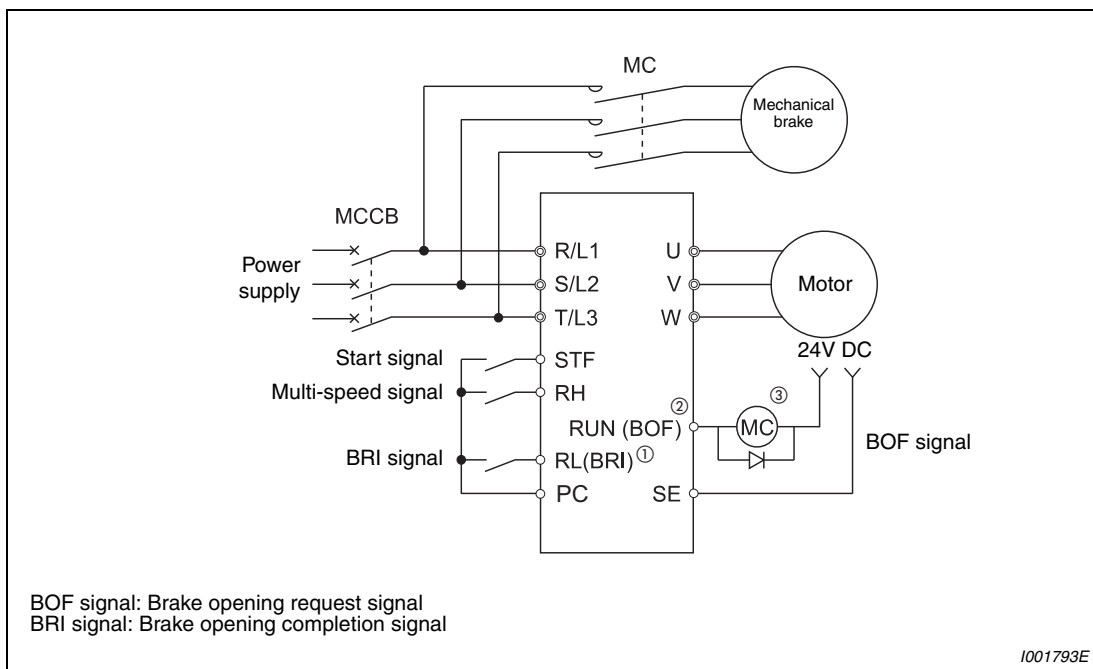 MC
Mechanical
brake
MCCB
Power
supply
R/L1
S/L2
T/L3
U
V
W
Motor
24V DC
Start signal
STF
Multi-speed signal
RH
RUN (BOF) ②
MC ③
BOF signal
BRI signal
RL(BRI) ①
PC
SE
BOF signal: Brake opening request signal
BRI signal: Brake opening completion signal
I001793E